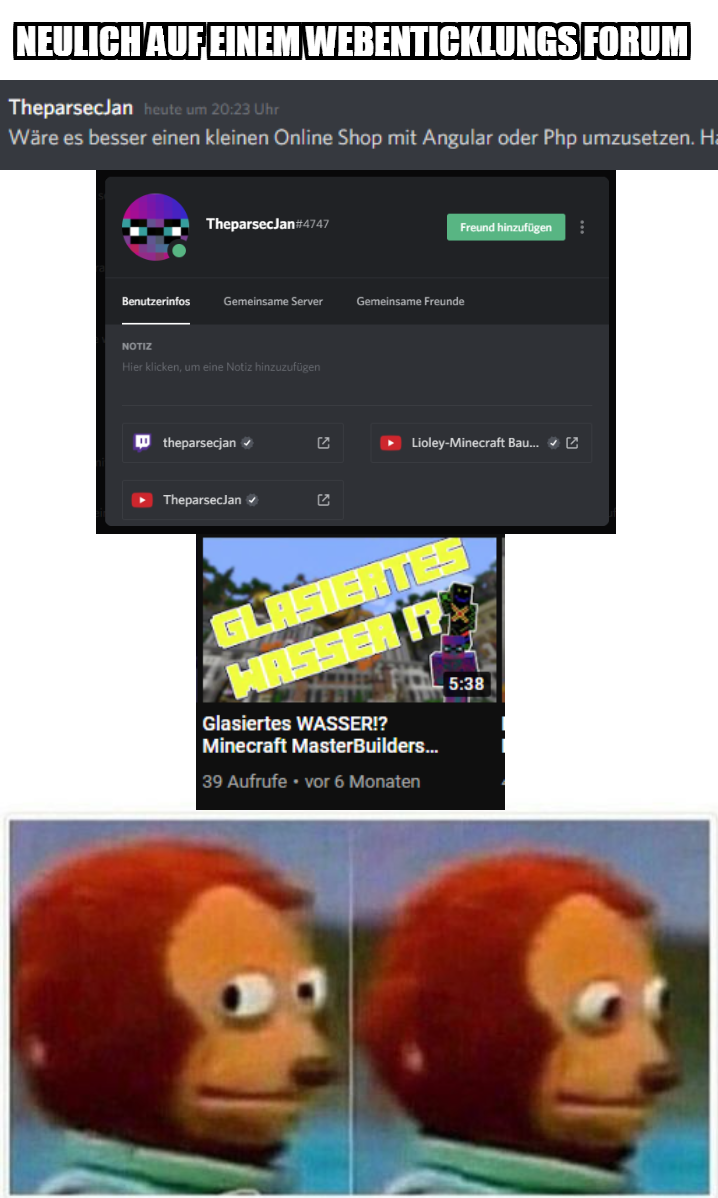 NEULICH AUF EINEM WEBENTICKLUNGS FORUM
TheparsecJan heute um 20:23 Uhr
Wäre es besser einen kleinen Online Shop mit Angular oder Php umzusetzen.
TheparsecJan#4747
Freund hinzufügen
Benutzerinfos Gemeinsame Server Gemeinsame Freunde
NOTIZ
Hier klicken, um eine Notiz hinzuzufügen
theparsecjan
Lioley-Minecraft Bau...
TheparsecJan
GLASIERTES
WASSER !?
5:38
Glasiertes WASSER!?
Minecraft MasterBuilders...
39 Aufrufe • vor 6 Monaten